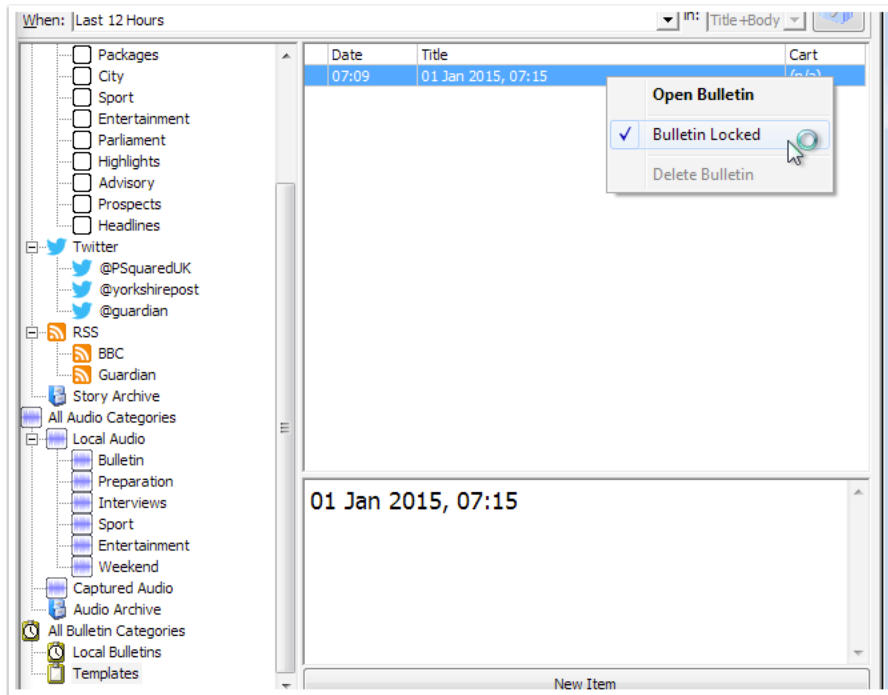 When: Last 12 Hours In: Title+Body
Packages
City
Sport
Entertainment
Parliament
Highlights
Advisory
Prospects
Headlines
Twitter
@PSquaredUK
@yorkshirepost
@guardian
RSS
BBC
Guardian
Story Archive
All Audio Categories
Local Audio
Bulletin
Preparation
Interviews
Sport
Entertainment
Weekend
Captured Audio
Audio Archive
All Bulletin Categories
Local Bulletins
Templates
Date Title Cart
07:09 01 Jan 2015, 07:15 (n/a)
Open Bulletin
Bulletin Locked
Delete Bulletin
01 Jan 2015, 07:15
New Item